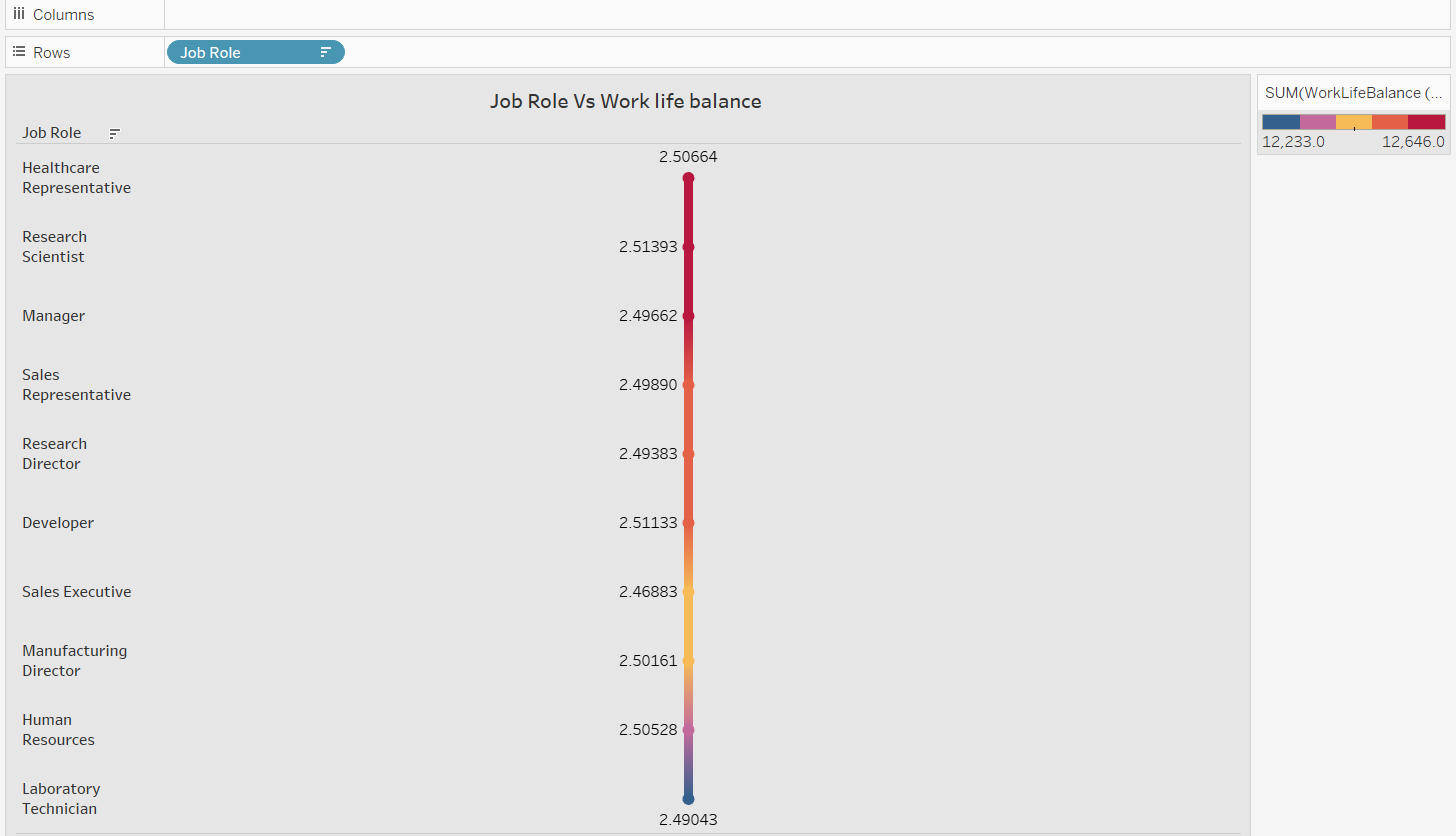 Columns
Rows
Job Role
Job Role Vs Work life balance
SUM(WorkLifeBalance (...
12,233.0 12,646.0
Job Role
2.50664
Healthcare
Representative
Research
Scientist
2.51393
Manager
2.49662
Sales
Representative
2.49890
Research
Director
2.49383
Developer
2.51133
Sales Executive
2.46883
Manufacturing
Director
2.50161
Human
Resources
2.50528
Laboratory
Technician
2.49043